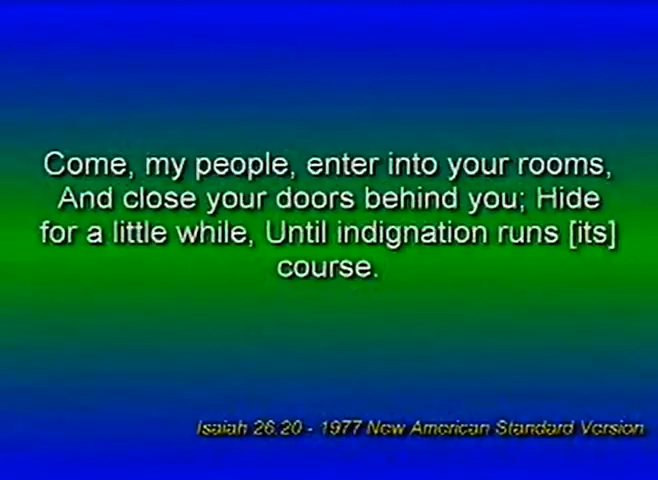 Come, my people, enter into your rooms,
And close your doors behind you; Hide
for a little while, Until indignation runs [its]
course.
Isaiah 26.20 - 1977 New American Standard Version